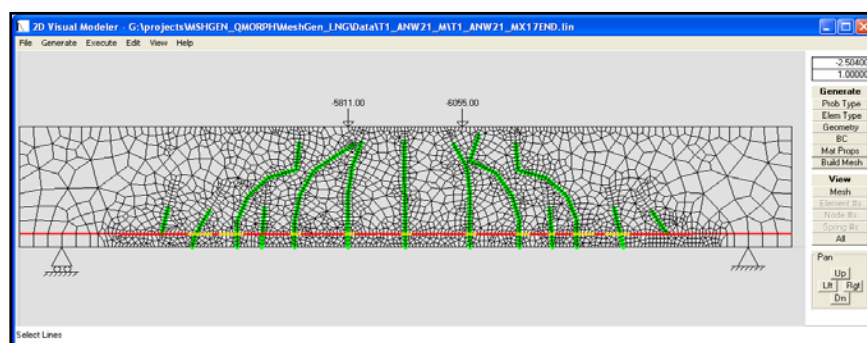 2D Visual Modeler - G:\projects\MSHGEN_QMORPH\MeshGen_LNG\Data\T1_ANW21_M\T1_ANW21_MX17END.lin
File Generate Execute Edit View Help
-2.50400
1.00000
-5811.00 -6055.00
Generate
Prob Type
Elem Type
Geometry
BC
Mat Props
Build Mesh
View
Mesh
Element #s
Node #s
Spring #s
All
Pan
Up
Lft Rgt
Dn
Select Lines